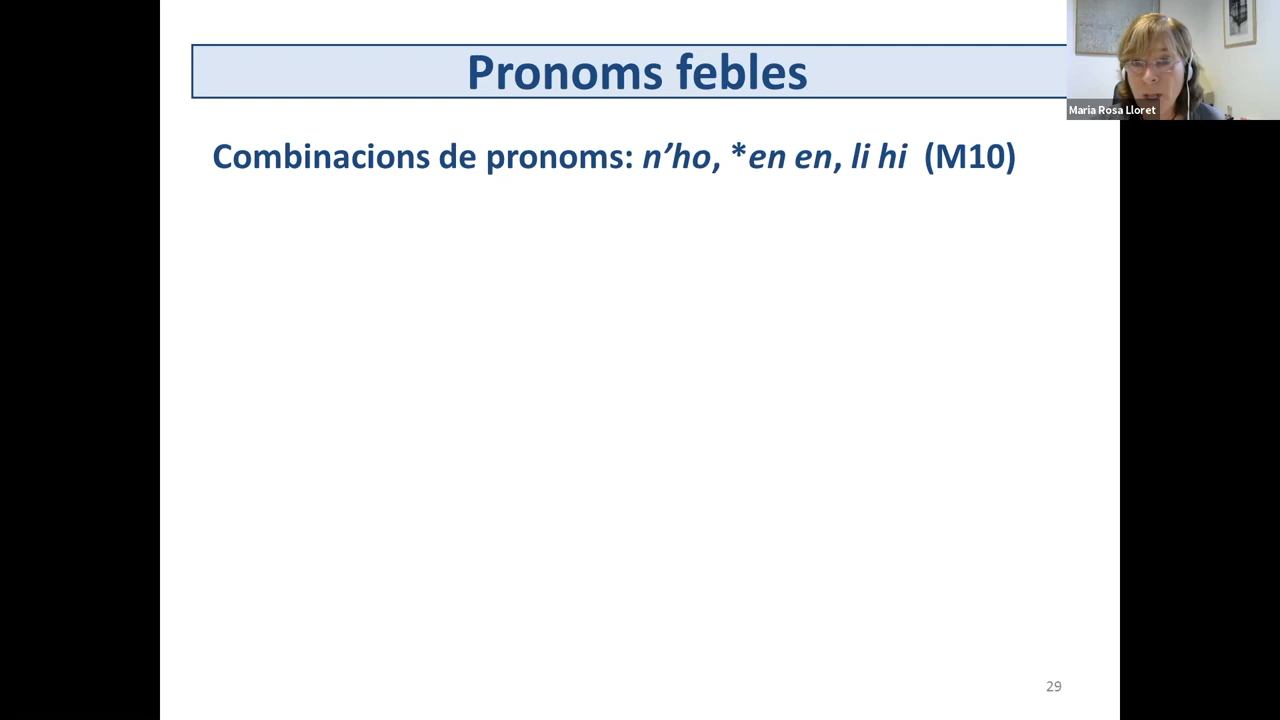 Pronoms febles
Maria Rosa Lloret
Combinacions de pronoms: n’ho, *en en, li hi (M10)
29